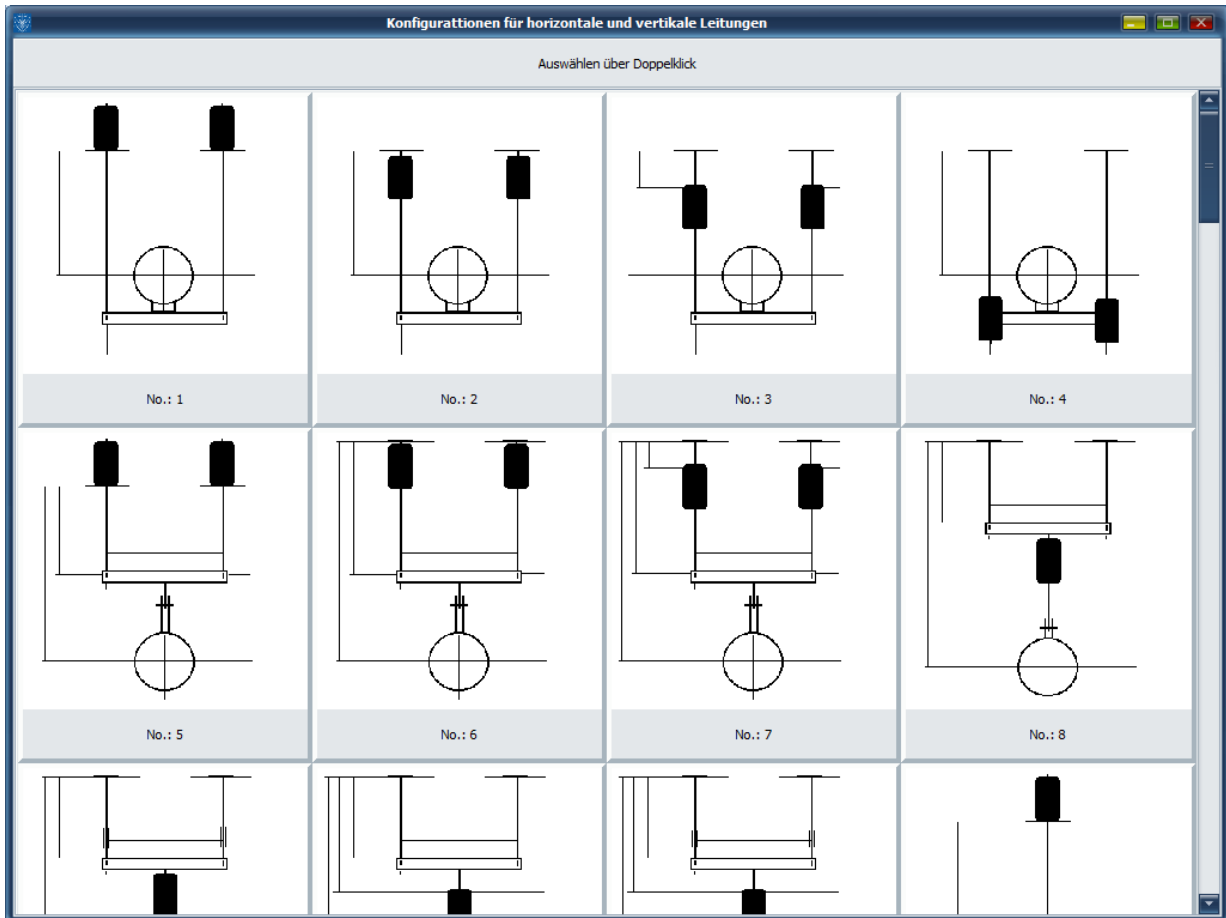 Konfigurattionen für horizontale und vertikale Leitungen
Auswählen über Doppelklick
No.: 1
No.: 2
No.: 3
No.: 4
No.: 5
No.: 6
No.: 7
No.: 8